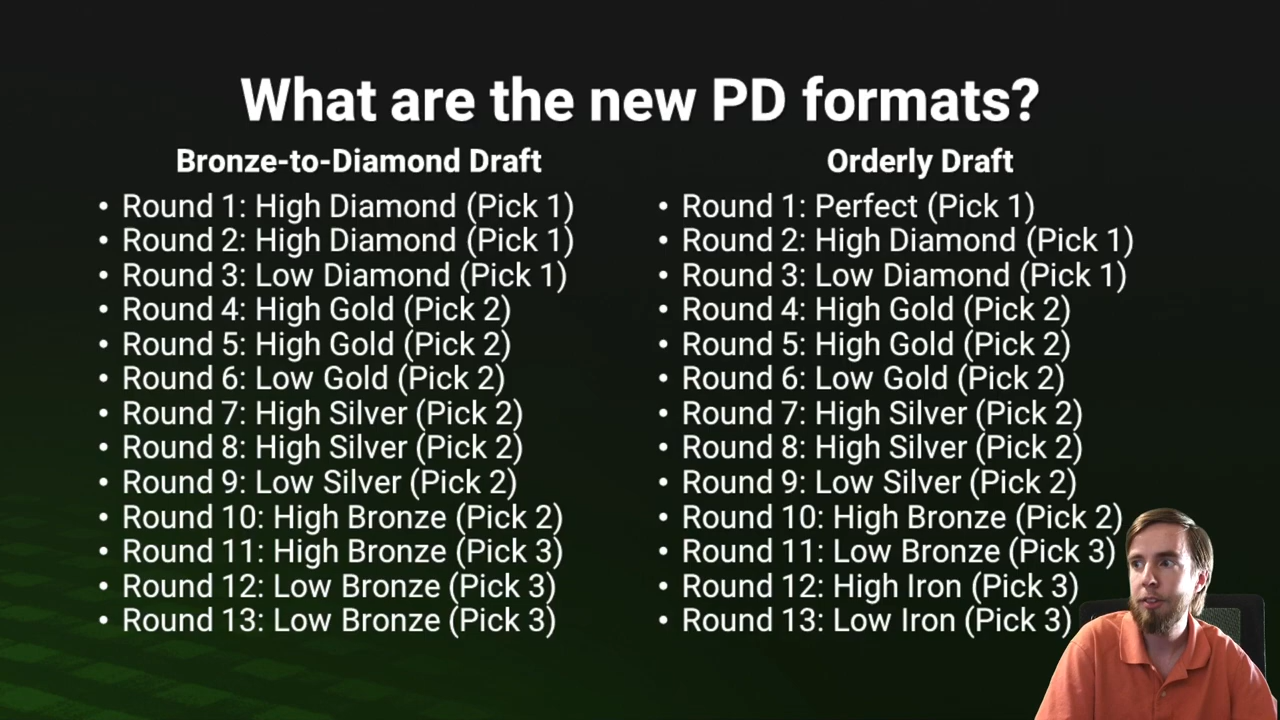 What are the new PD formats?
Bronze-to-Diamond Draft
• Round 1: High Diamond (Pick 1)
• Round 2: High Diamond (Pick 1)
• Round 3: Low Diamond (Pick 1)
• Round 4: High Gold (Pick 2)
• Round 5: High Gold (Pick 2)
• Round 6: Low Gold (Pick 2)
• Round 7: High Silver (Pick 2)
• Round 8: High Silver (Pick 2)
• Round 9: Low Silver (Pick 2)
• Round 10: High Bronze (Pick 2)
• Round 11: High Bronze (Pick 3)
• Round 12: Low Bronze (Pick 3)
• Round 13: Low Bronze (Pick 3)
Orderly Draft
• Round 1: Perfect (Pick 1)
• Round 2: High Diamond (Pick 1)
• Round 3: Low Diamond (Pick 1)
• Round 4: High Gold (Pick 2)
• Round 5: High Gold (Pick 2)
• Round 6: Low Gold (Pick 2)
• Round 7: High Silver (Pick 2)
• Round 8: High Silver (Pick 2)
• Round 9: Low Silver (Pick 2)
• Round 10: High Bronze (Pick 2)
• Round 11: Low Bronze (Pick 3)
• Round 12: High Iron (Pick 3)
• Round 13: Low Iron (Pick 3)